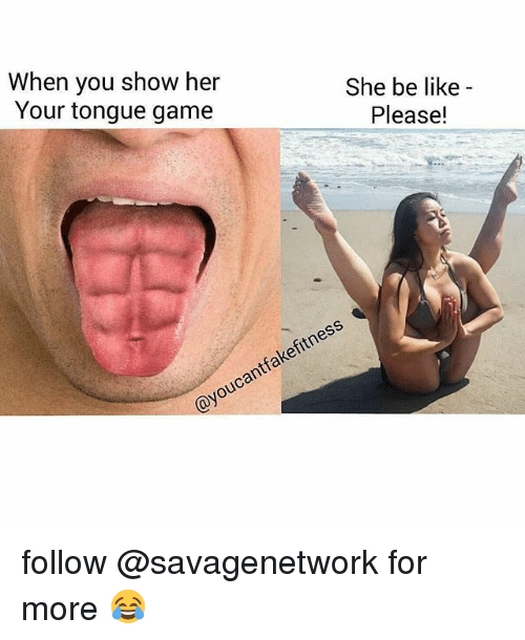 When you show her
Your tongue game
She be like -
Please!
@youcantfakefitness
follow @savagenetwork for
more 😂